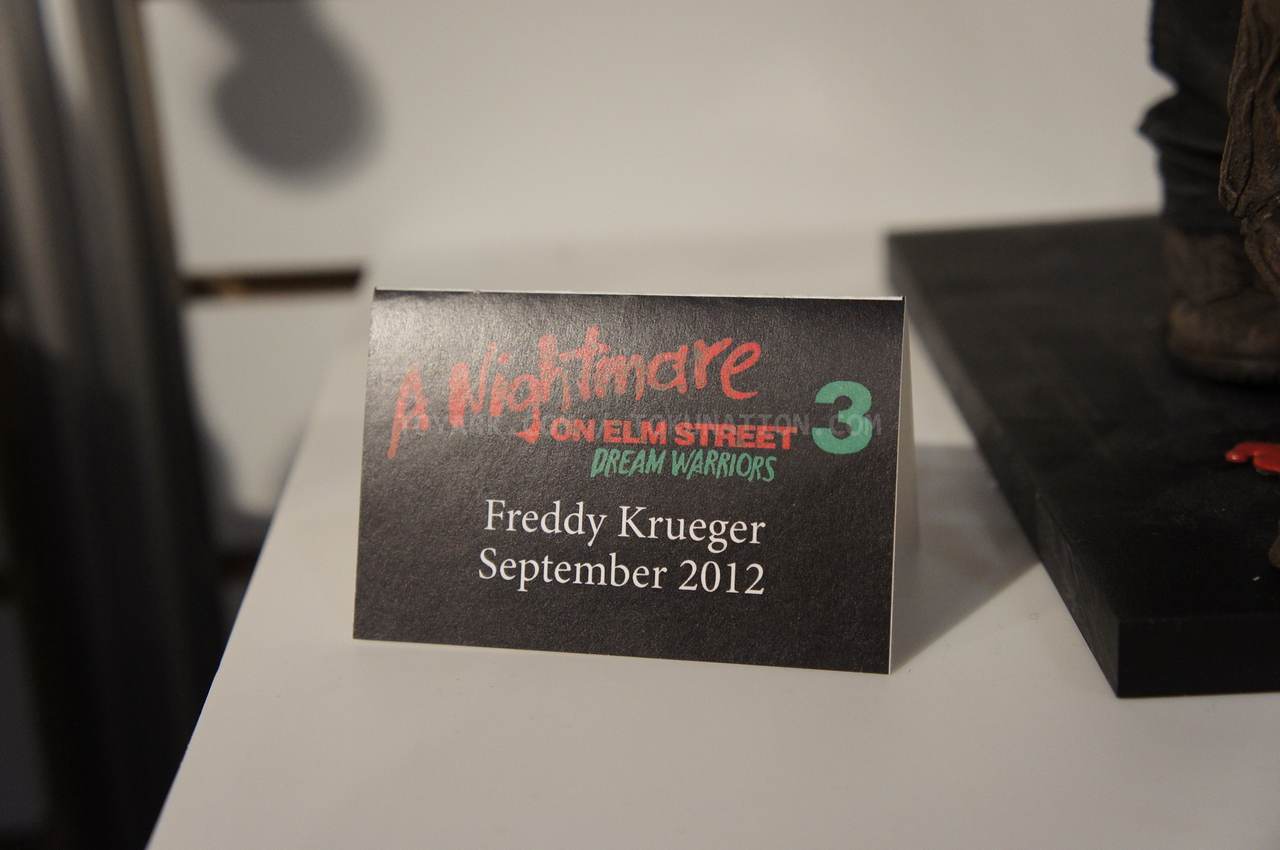 A Nightmare
ON ELM STREET 3
DREAM WARRIORS
Freddy Krueger
September 2012